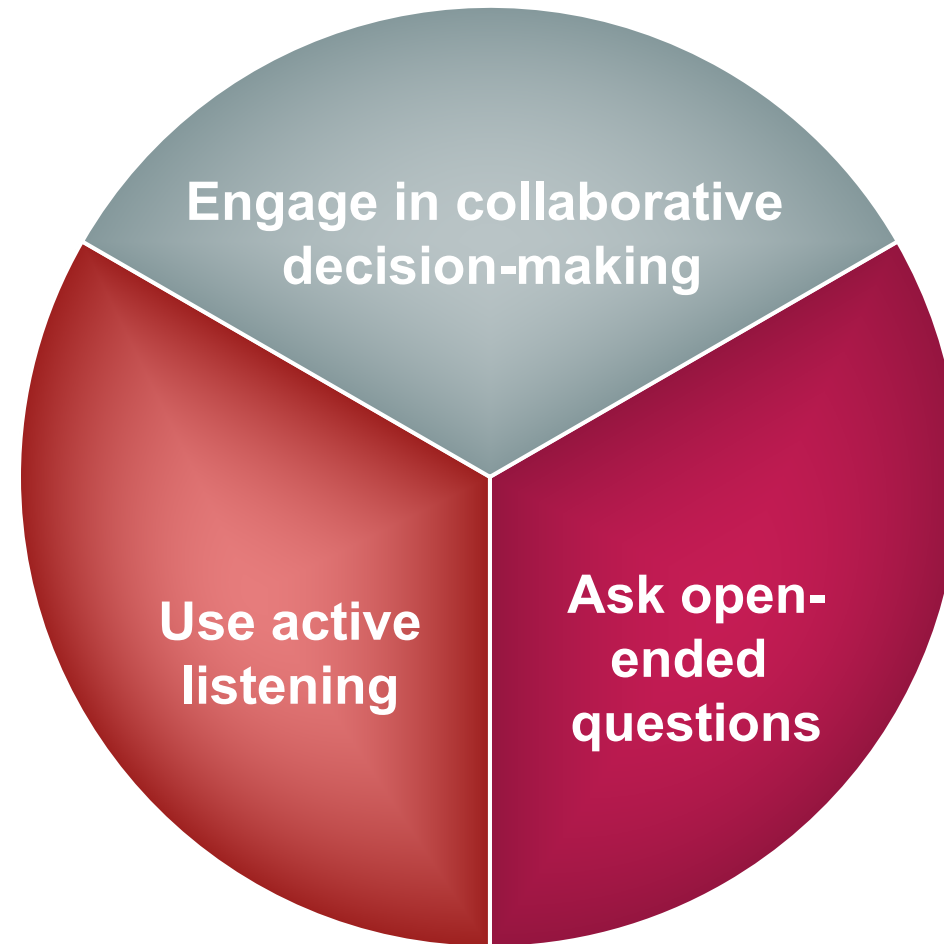 Engage in collaborative
decision-making
Use active
listening
Ask open-
ended
questions